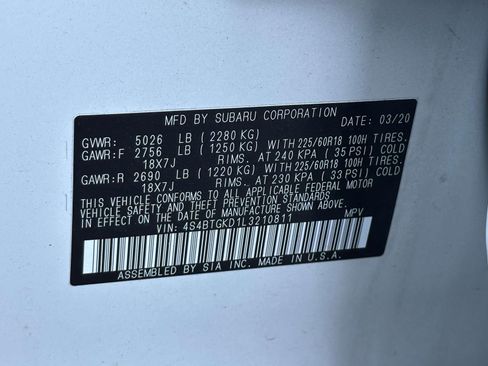 MFD BY SUBARU CORPORATION DATE: 03/20
GVWR: 5026 LB (2280 KG)
GAWR:F 2756 LB (1250 KG) WITH 225/60R18 100H TIRES.
18X7J RIMS. AT 240 KPA (35 PSI) COLD
GAWR:R 2690 LB (1220 KG) WITH 225/60R18 100H TIRES.
18X7J RIMS. AT 230 KPA (33 PSI) COLD
THIS VEHICLE CONFORMS TO ALL APPLICABLE FEDERAL MOTOR
VEHICLE SAFETY AND THEFT PREVENTION STANDARDS
IN EFFECT ON THE DATE OF MANUFACTURE SHOWN ABOVE.
VIN: 4S4BTGKD1L3210811 MPV
ASSEMBLED BY SIA INC. MADE IN U.S.A.